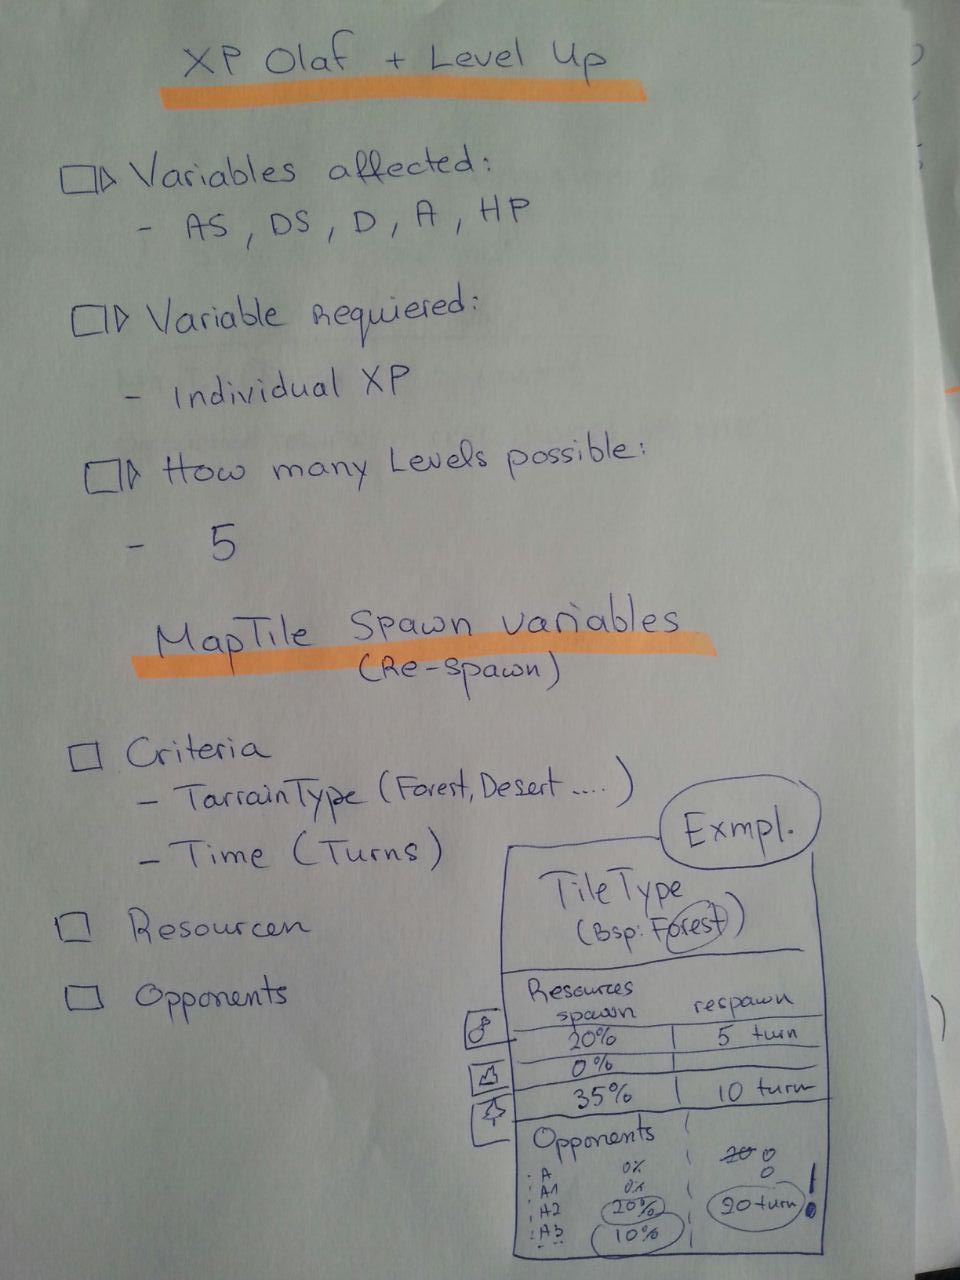 XP Olaf + Level Up
Variables affected:
- AS, DS, D, A, HP
Variable Requiered:
- Individual XP
How many Levels possible:
- 5
MapTile Spawn variables
(Re-spawn)
Criteria
- TarrainType (Forest, Desert ....)
- Time (Turns)
Resourcen
Opponents
Exmpl.
TileType
(Bsp: Forest)
Resources spawn respawn
20% 5 turn
0%
35% 10 turn
Opponents
A 0% 0
A1 0% 0
A2 20% 20 turn !
A3 10%